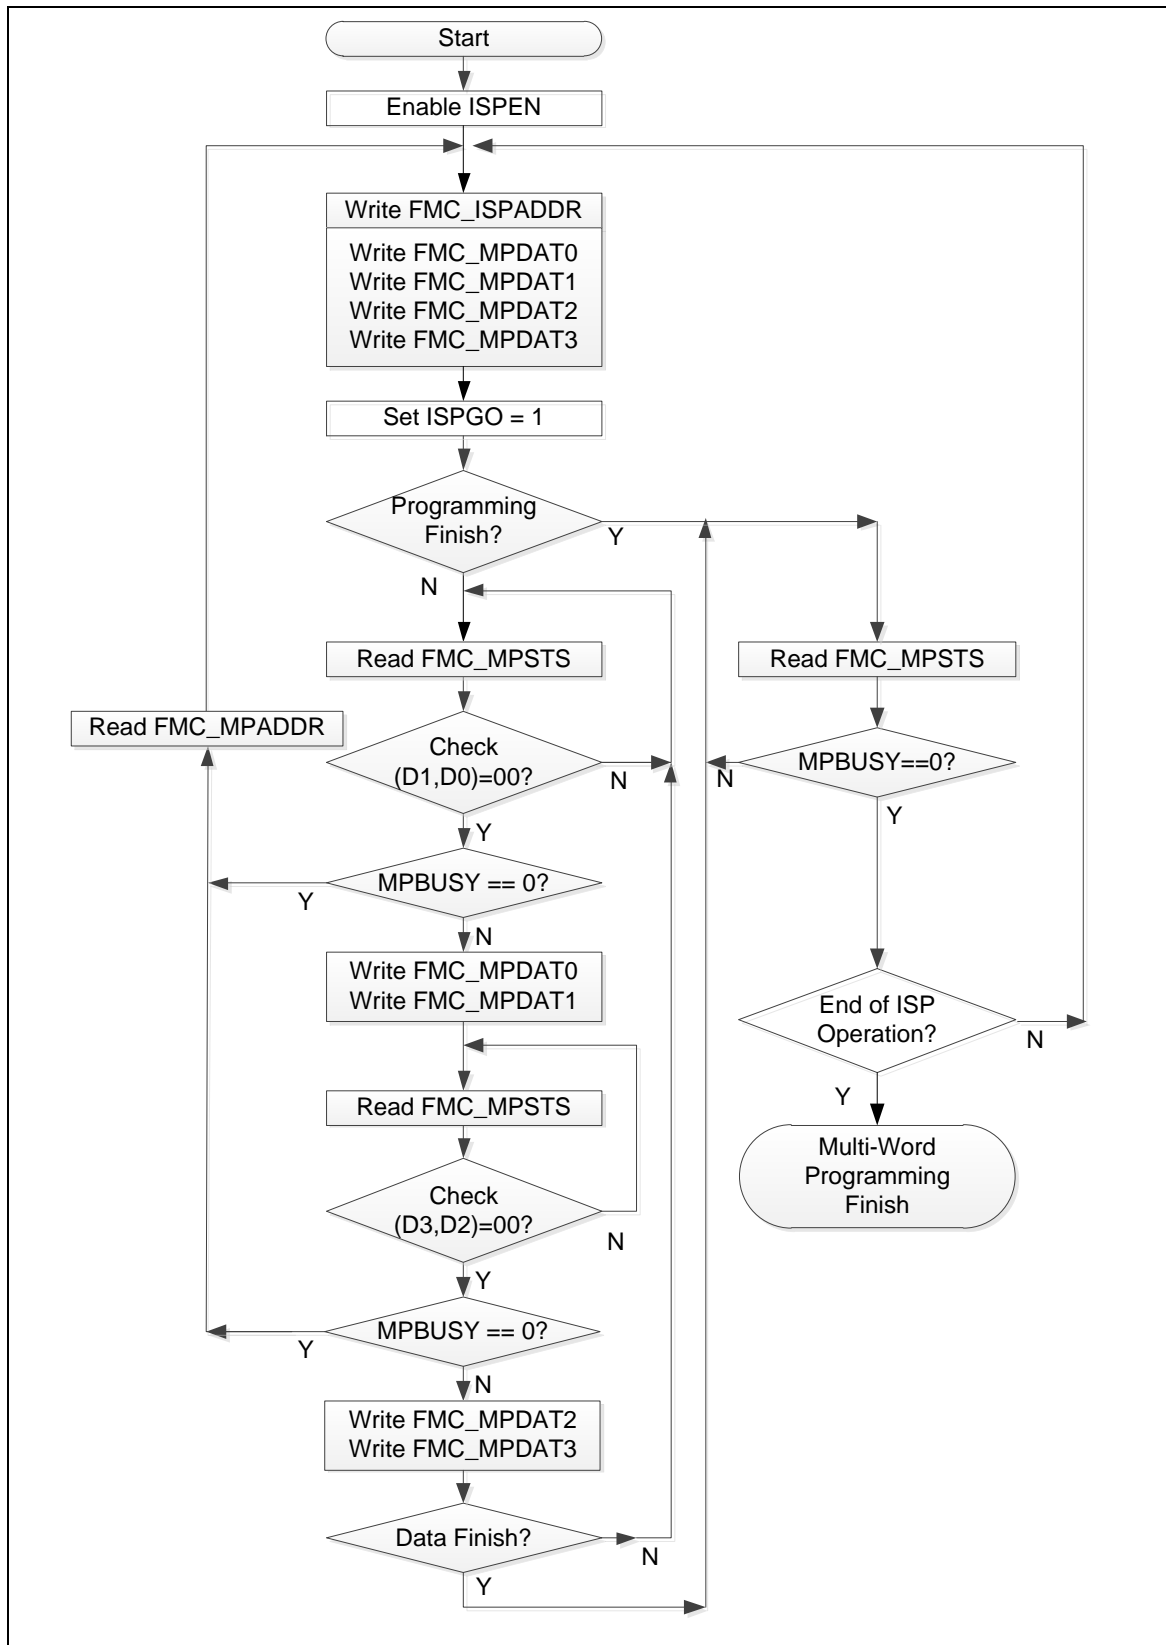 Start
Enable ISPEN
Write FMC_ISPADDR
Write FMC_MPDAT0
Write FMC_MPDAT1
Write FMC_MPDAT2
Write FMC_MPDAT3
Set ISPGO = 1
Programming
Finish?
Y
N
Read FMC_MPSTS
Read FMC_MPSTS
Read FMC_MPADDR
Check
(D1,D0)=00?
N
MPBUSY==0?
N
Y
Y
MPBUSY == 0?
Y
N
Write FMC_MPDAT0
Write FMC_MPDAT1
End of ISP
Operation?
N
Y
Read FMC_MPSTS
Multi-Word
Programming
Finish
Check
(D3,D2)=00?
N
Y
MPBUSY == 0?
Y
N
Write FMC_MPDAT2
Write FMC_MPDAT3
Data Finish?
N
Y